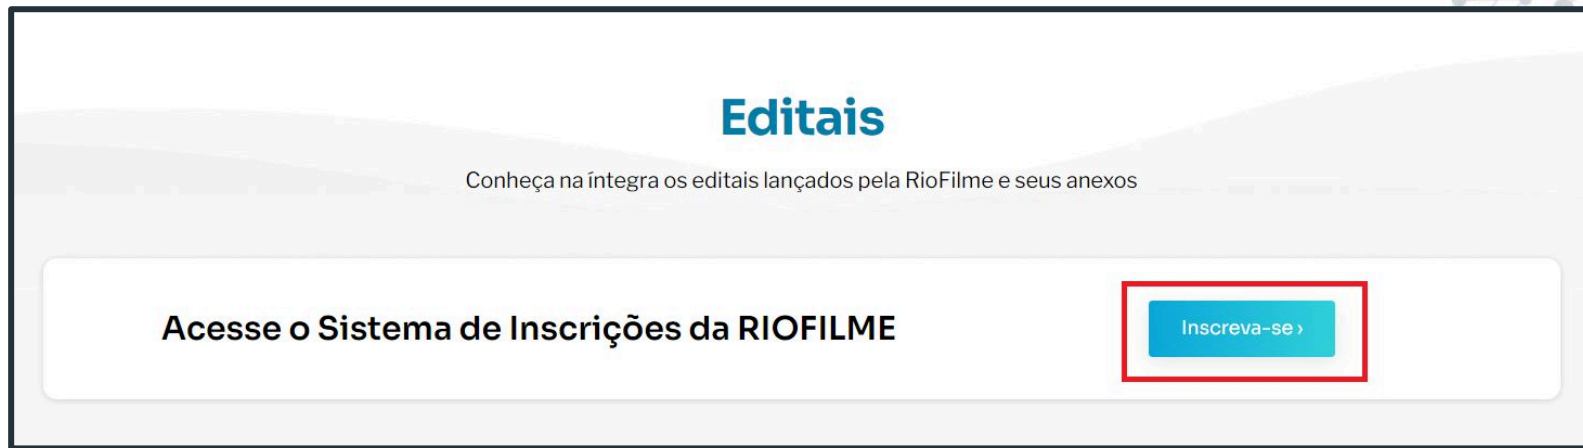 Editais
Conheça na íntegra os editais lançados pela RioFilme e seus anexos
Acesse o Sistema de Inscrições da RIOFILME
Inscreva-se ›